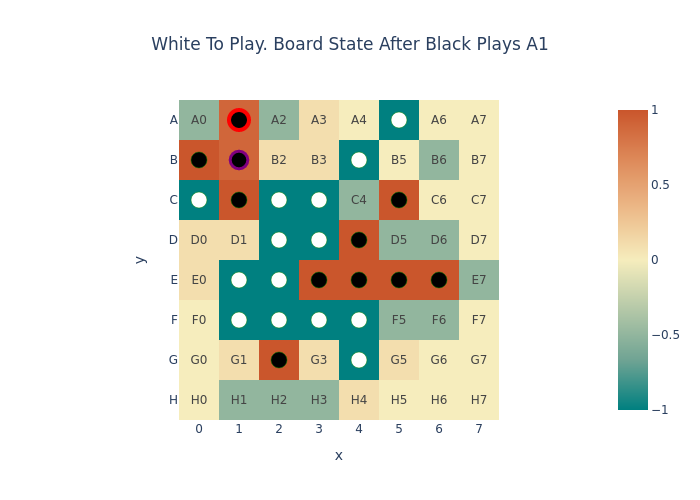 White To Play. Board State After Black Plays A1
A A0 A2 A3 A4 A6 A7
B B2 B3 B5 B6 B7
C C4 C6 C7
D D0 D1 D5 D6 D7
E E0 E7
F F0 F5 F6 F7
G G0 G1 G3 G5 G6 G7
H H0 H1 H2 H3 H4 H5 H6 H7
0 1 2 3 4 5 6 7
x
y
1
0.5
0
−0.5
−1